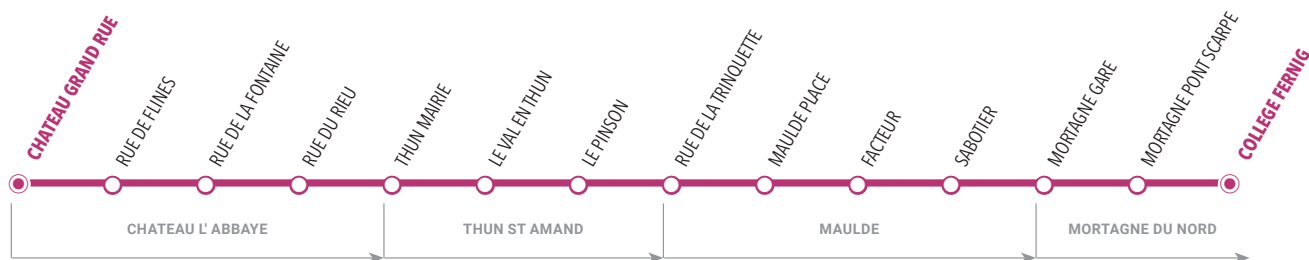 CHATEAU GRAND RUE
RUE DE FLINES
RUE DE LA FONTAINE
RUE DU RIEU
THUN MAIRIE
LE VAL EN THUN
LE PINSON
RUE DE LA TRINQUETTE
MAULDE PLACE
FACTEUR
SABOTIER
MORTAGNE GARE
MORTAGNE PONT SCARPE
COLLEGE FERNIG
CHATEAU L' ABBAYE
THUN ST AMAND
MAULDE
MORTAGNE DU NORD